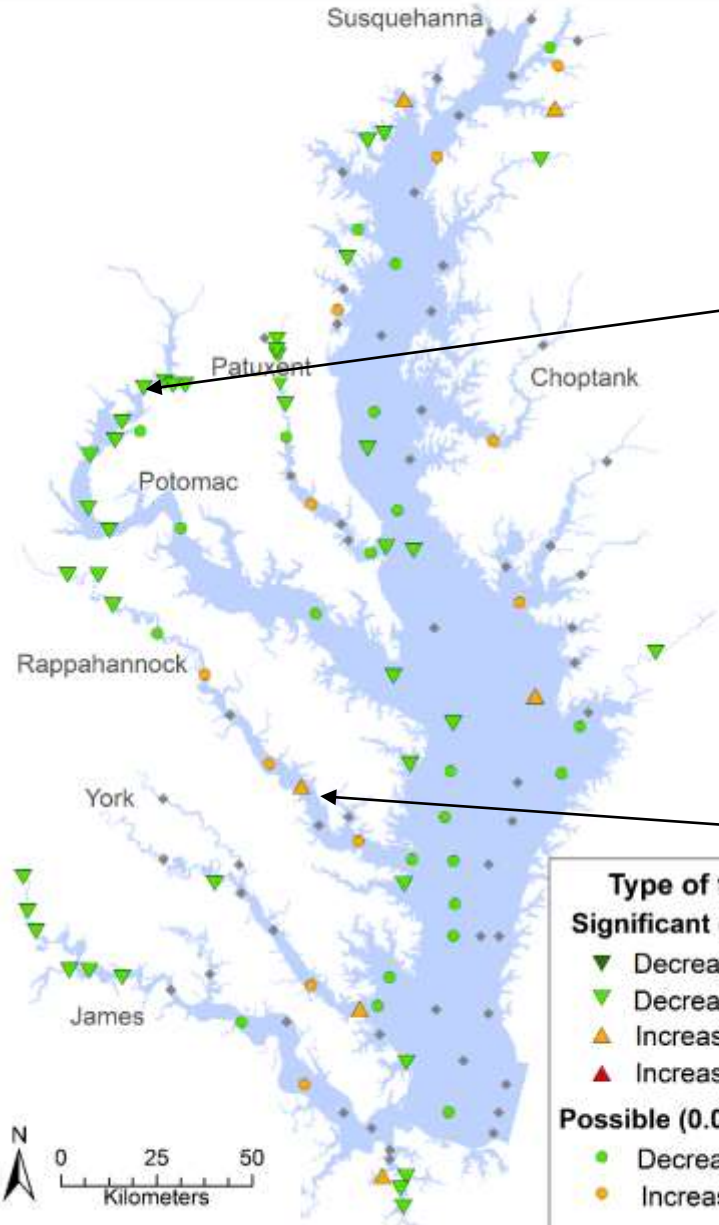 Susquehanna
Patuxent
Choptank
Potomac
Rappahannock
York
James
N
0 25 50
Kilometers
Type of
Significant
Decrea
Decrea
Increas
Increas
Possible (0.0
Decrea
Increas